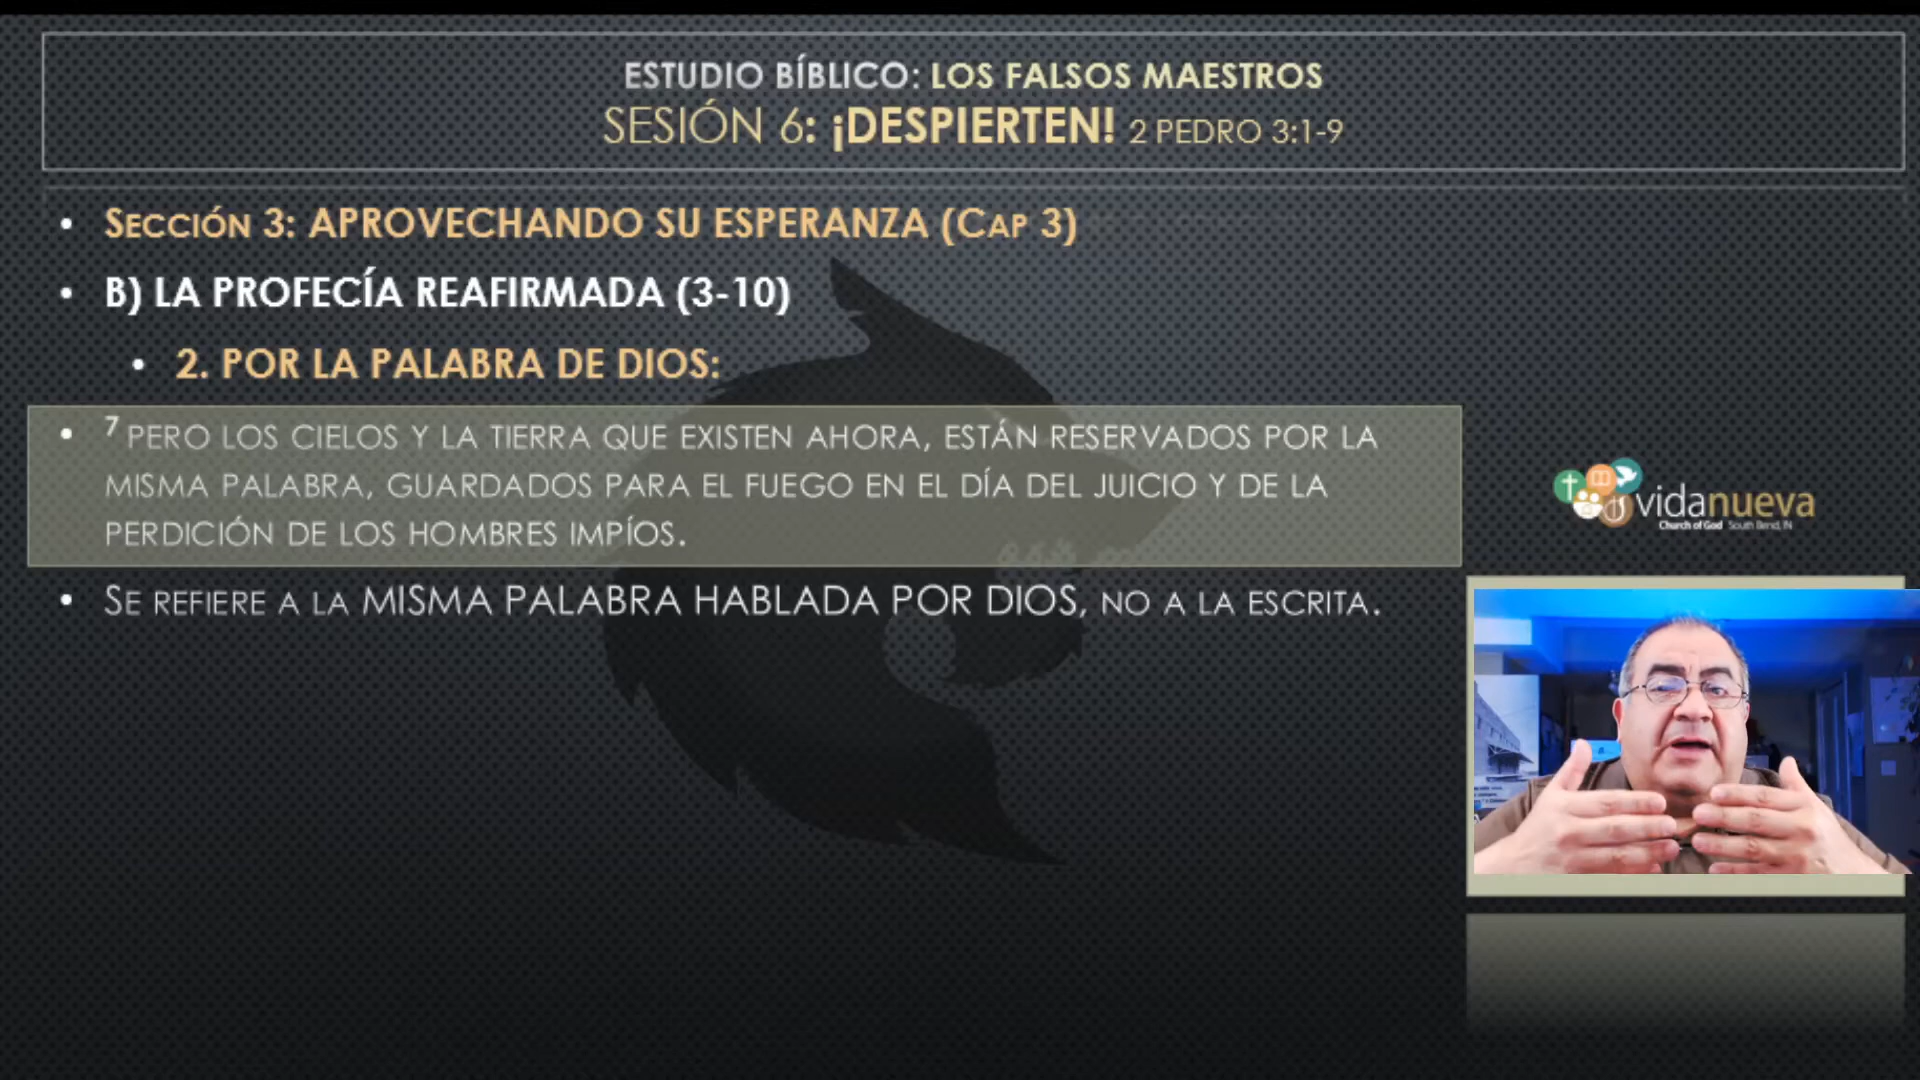 ESTUDIO BÍBLICO: LOS FALSOS MAESTROS
SESIÓN 6: ¡DESPIERTEN! 2 PEDRO 3:1-9
• SECCIÓN 3: APROVECHANDO SU ESPERANZA (CAP 3)
• B) LA PROFECÍA REAFIRMADA (3-10)
• 2. POR LA PALABRA DE DIOS:
• 7 PERO LOS CIELOS Y LA TIERRA QUE EXISTEN AHORA, ESTÁN RESERVADOS POR LA
MISMA PALABRA, GUARDADOS PARA EL FUEGO EN EL DÍA DEL JUICIO Y DE LA
PERDICIÓN DE LOS HOMBRES IMPÍOS.
• SE REFIERE A LA MISMA PALABRA HABLADA POR DIOS, NO A LA ESCRITA.
vidanueva
Church of God South Bend, IN